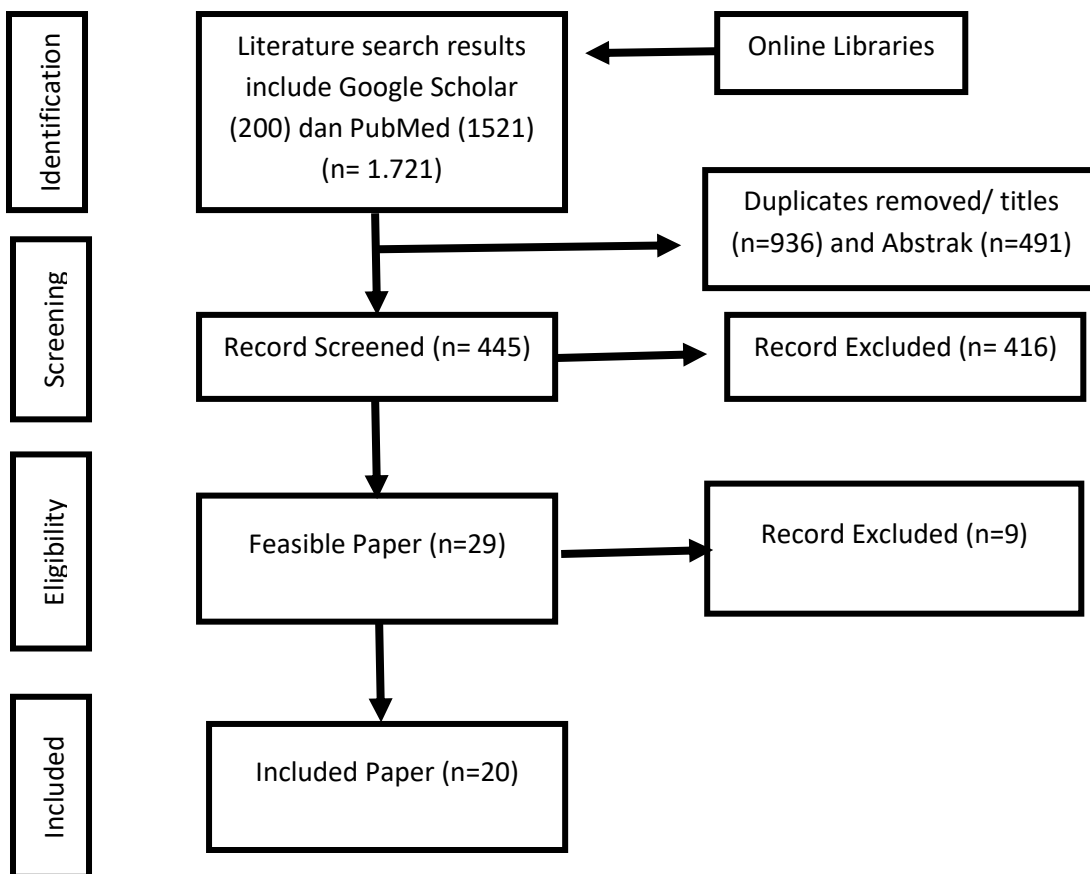 Identification
Literature search results
include Google Scholar
(200) dan PubMed (1521)
(n= 1.721)
Online Libraries
Duplicates removed/ titles
(n=936) and Abstrak (n=491)
Screening
Record Screened (n= 445)
Record Excluded (n= 416)
Eligibility
Feasible Paper (n=29)
Record Excluded (n=9)
Included
Included Paper (n=20)